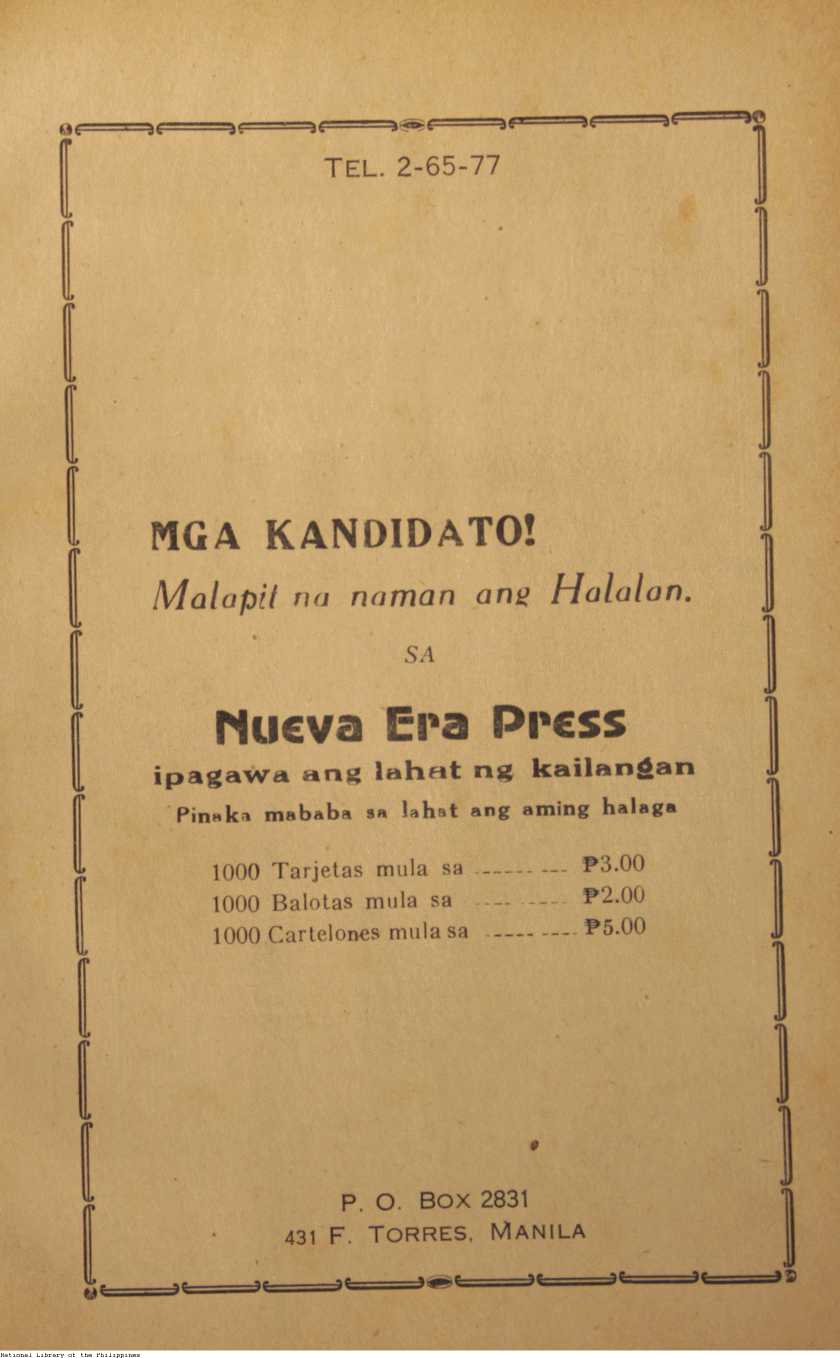 TEL. 2-65-77
MGA KANDIDATO!
Malapit na naman ang Halalan.
SA
Nueva Era Press
ipagawa ang lahat ng kailangan
Pinaka mababa sa lahat ang aming halaga
1000 Tarjetas mula sa --------- ₱3.00
1000 Balotas mula sa --------- ₱2.00
1000 Cartelones mula sa --------- ₱5.00
P. O. BOX 2831
431 F. TORRES, MANILA
National Library of the Philippines